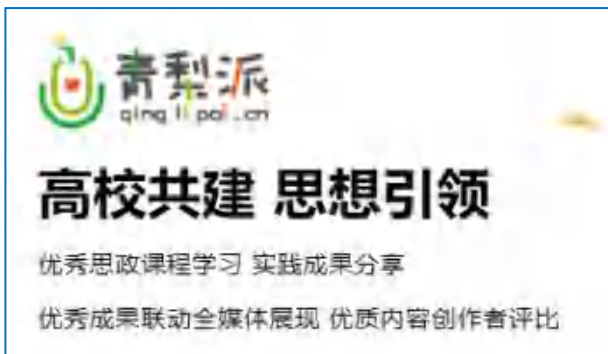 青梨派
qing li pai.cn
高校共建 思想引领
优秀思政课程学习 实践成果分享
优秀成果联动全媒体展现 优质内容创作者评比